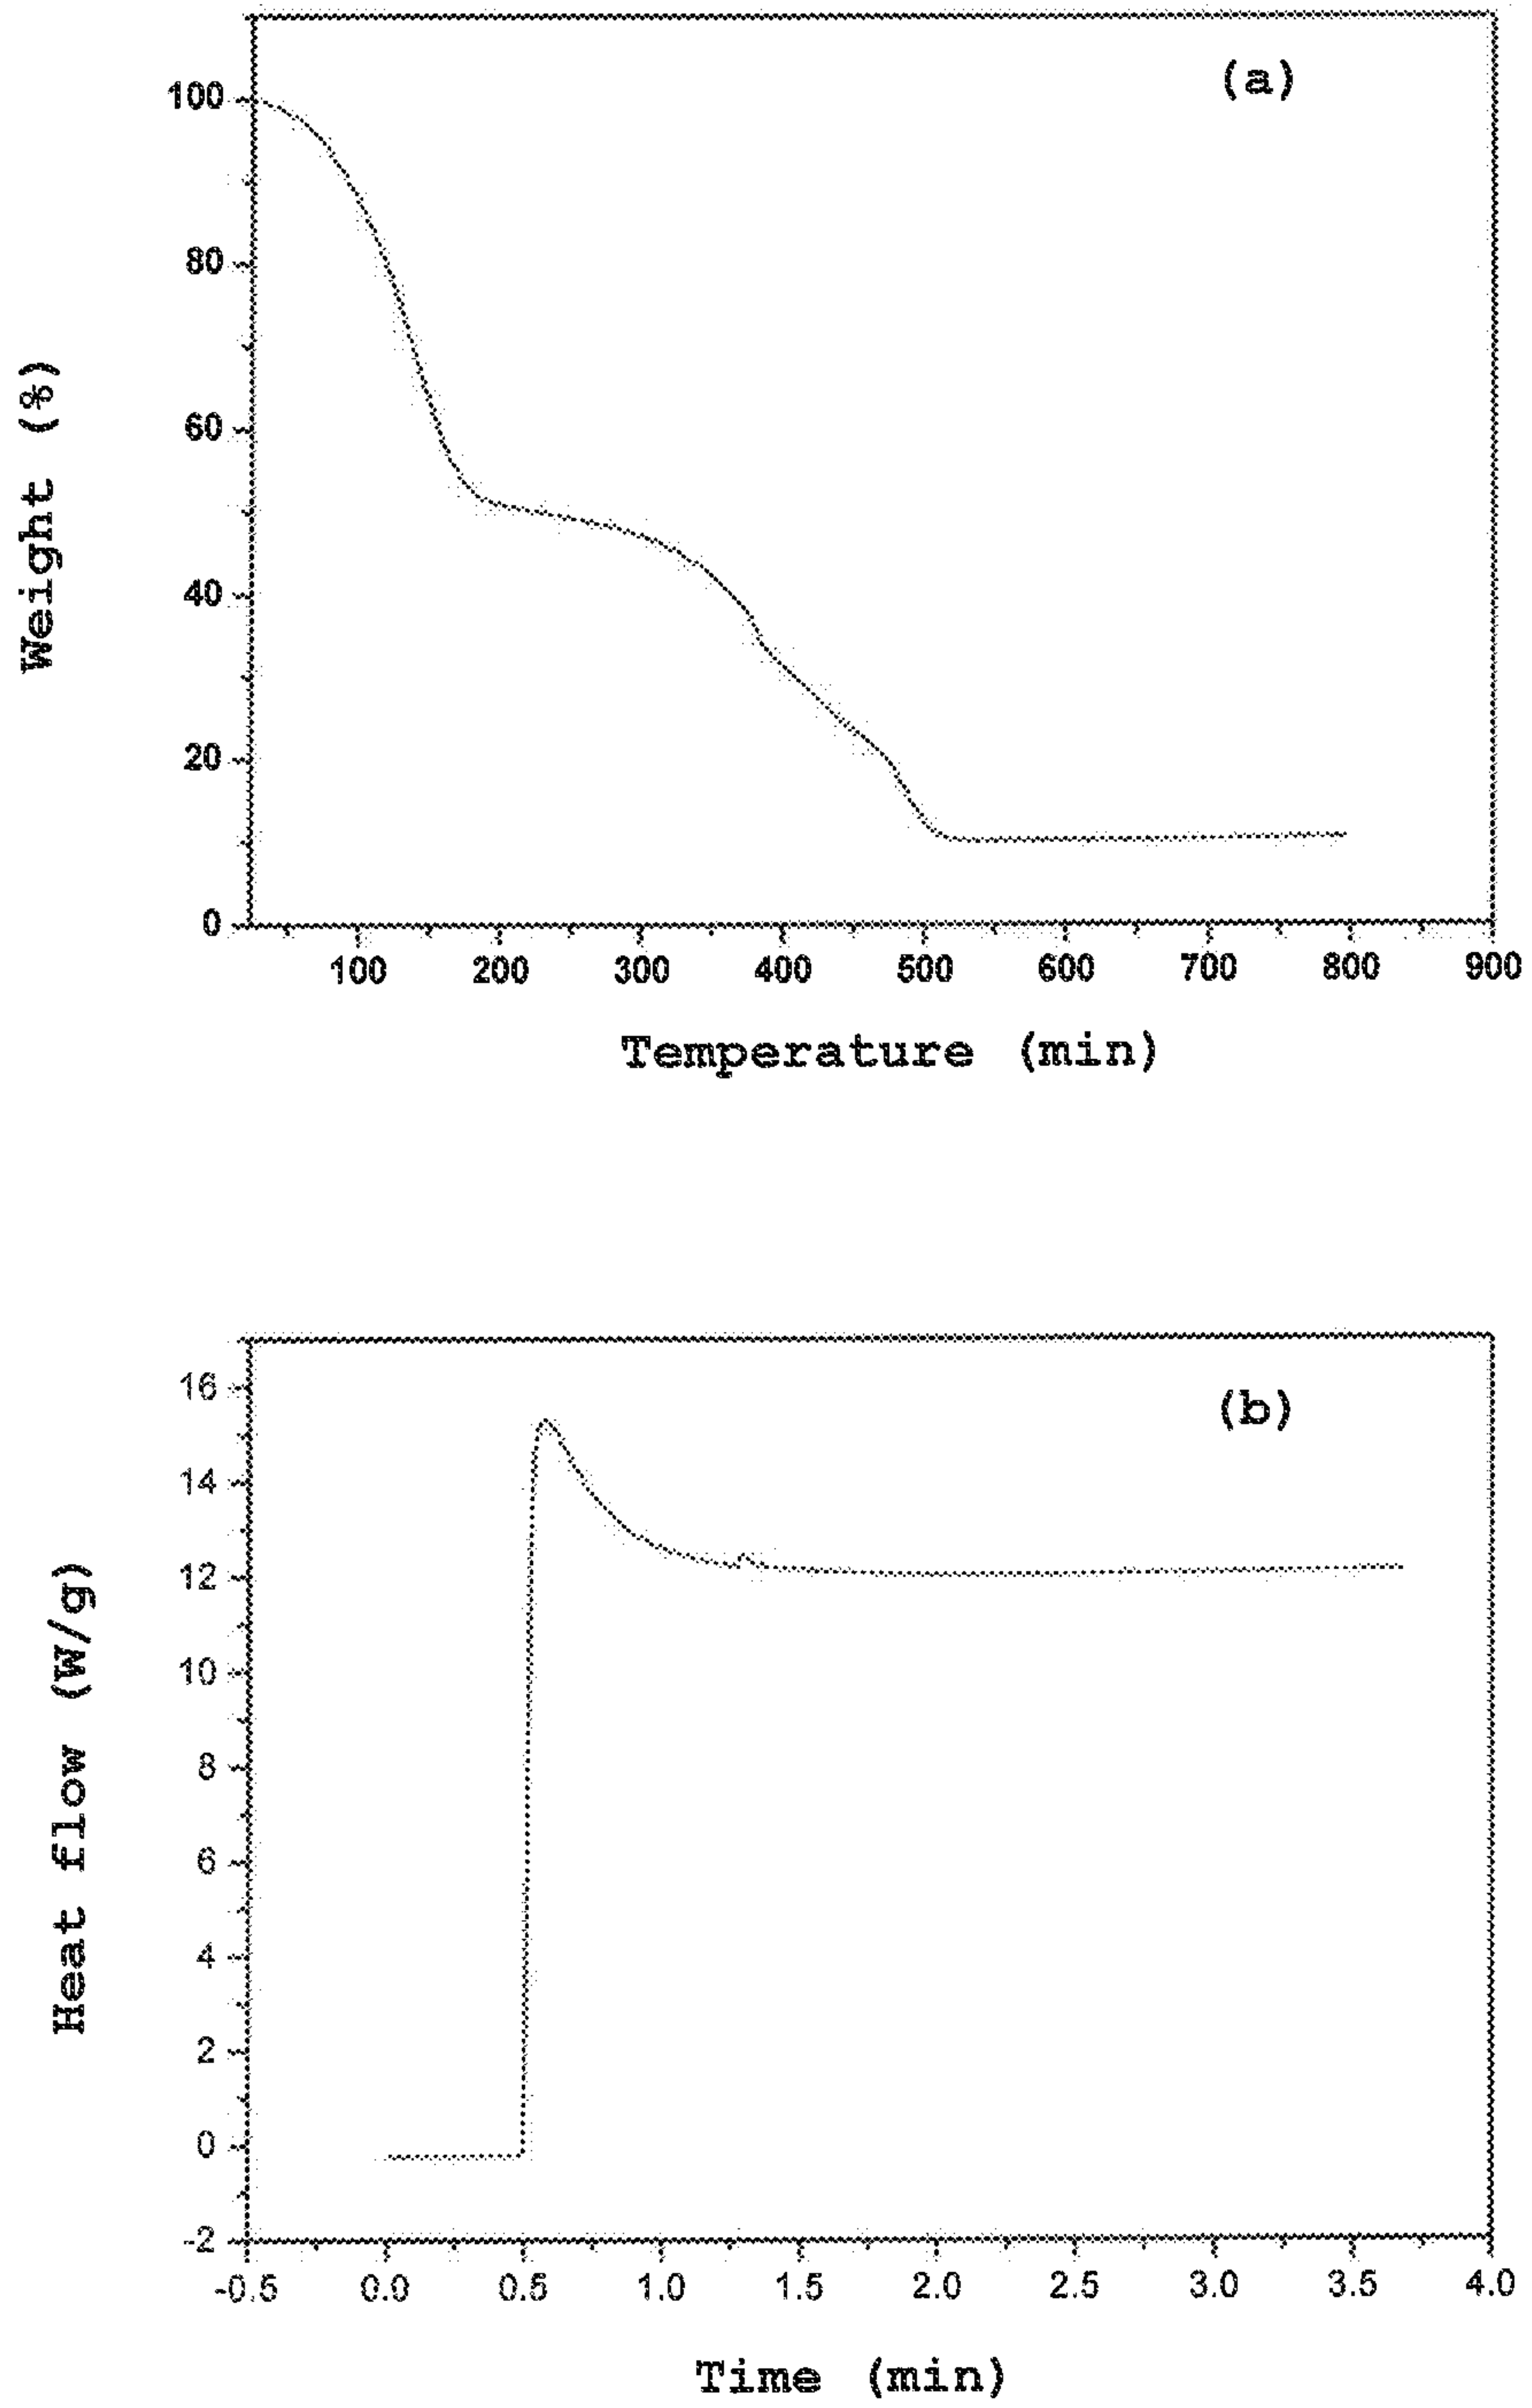 (a)
100
80
60
40
20
0
Weight (%)
100 200 300 400 500 600 700 800 900
Temperature (min)
(b)
16
14
12
10
8
6
4
2
0
-2
Heat flow (W/g)
-0.5 0.0 0.5 1.0 1.5 2.0 2.5 3.0 3.5 4.0
Time (min)